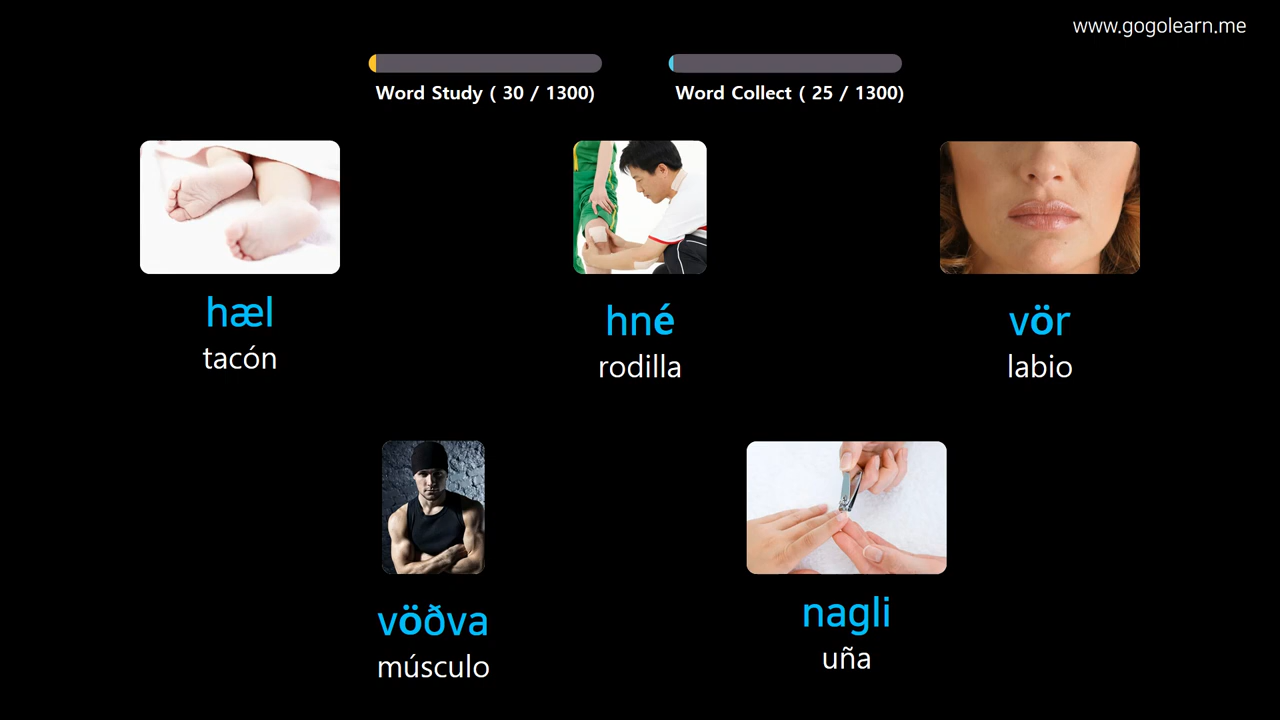 www.gogolearn.me
Word Study ( 30 / 1300)
Word Collect ( 25 / 1300)
hæl
tacón
hné
rodilla
vör
labio
vöðva
músculo
nagli
uña